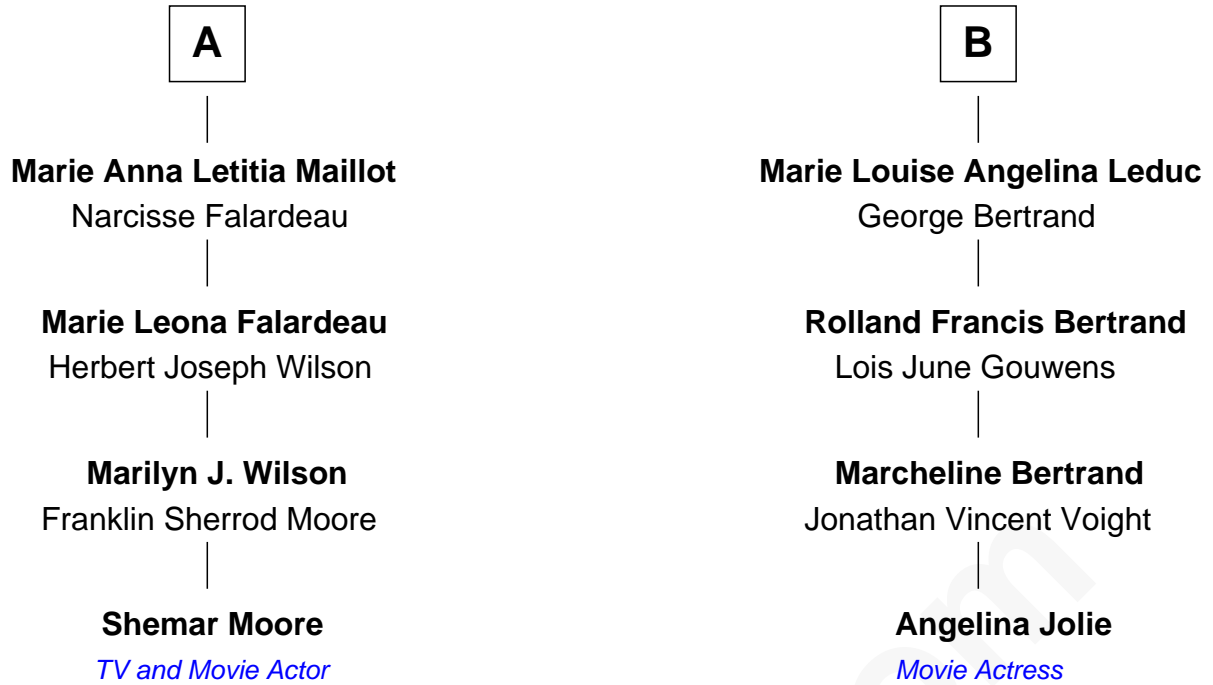 A
Marie Anna Letitia Maillot
Narcisse Falardeau
Marie Leona Falardeau
Herbert Joseph Wilson
Marilyn J. Wilson
Franklin Sherrod Moore
Shemar Moore
TV and Movie Actor
B
Marie Louise Angelina Leduc
George Bertrand
Rolland Francis Bertrand
Lois June Gouwens
Marcheline Bertrand
Jonathan Vincent Voight
Angelina Jolie
Movie Actress
om